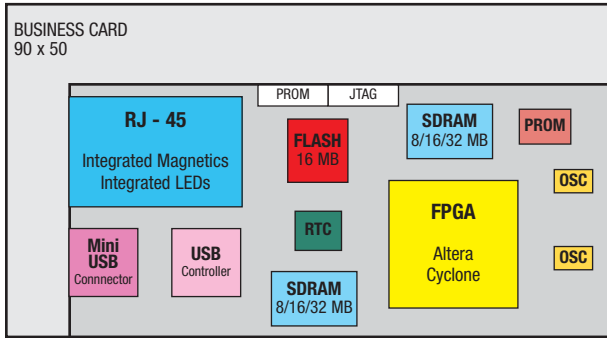 BUSINESS CARD
90 x 50
PROM
JTAG
RJ - 45
Integrated Magnetics
Integrated LEDs
FLASH
16 MB
SDRAM
8/16/32 MB
PROM
OSC
FPGA
Altera
Cyclone
RTC
Mini
USB
Connnector
USB
Controller
OSC
SDRAM
8/16/32 MB